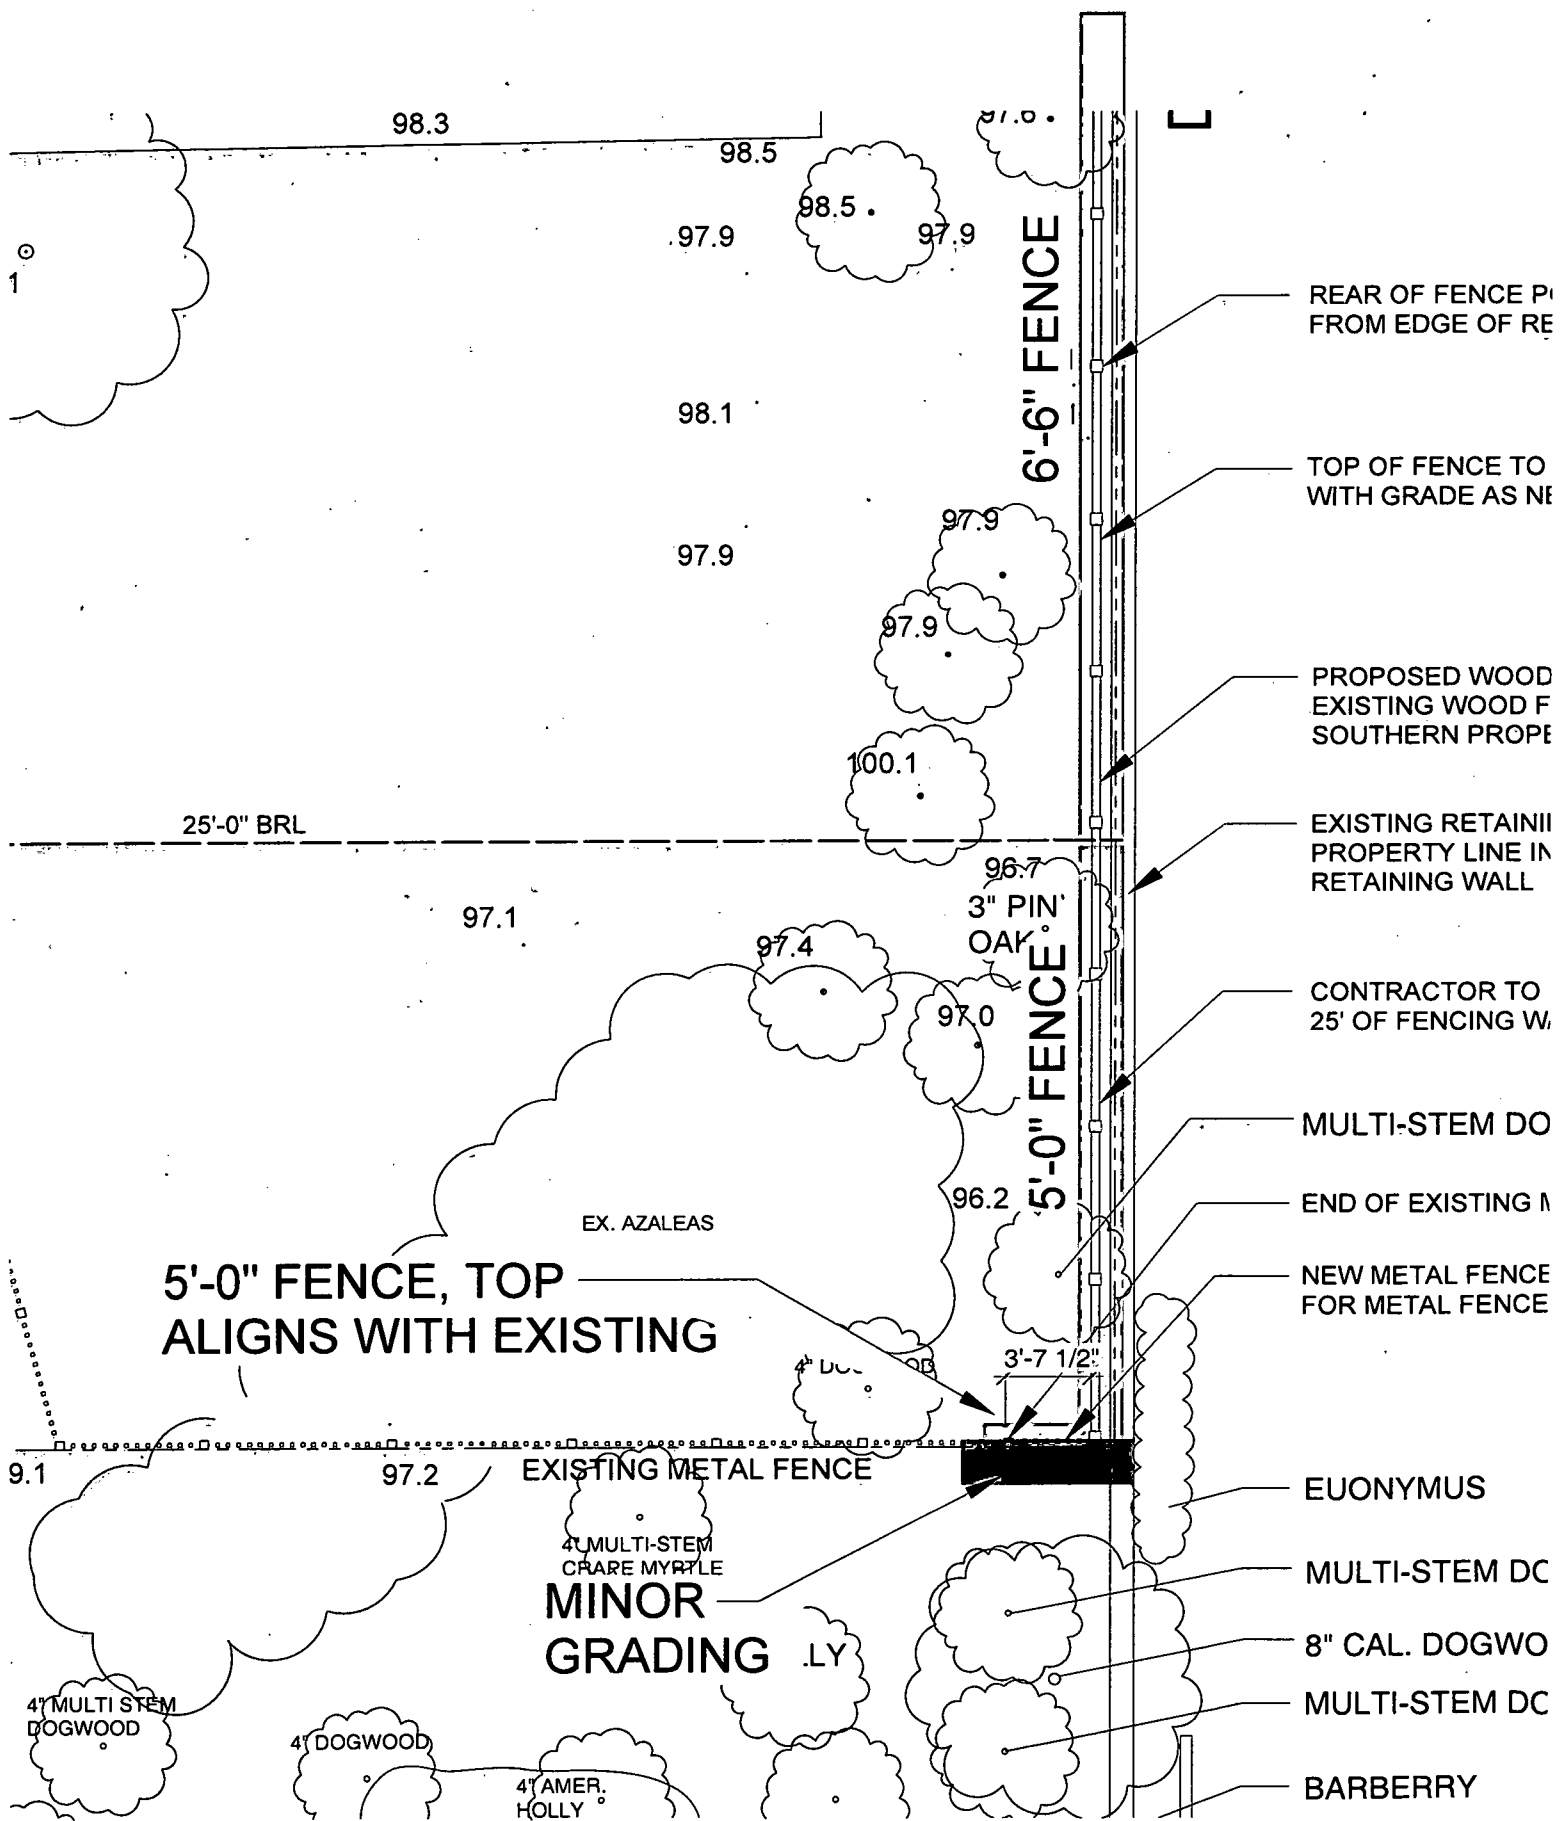 98.3
98.5
97.6
98.5
97.9
97.9
6'-6" FENCE
REAR OF FENCE
FROM EDGE OF
98.1
TOP OF FENCE TO
WITH GRADE AS
97.9
97.9
97.9
PROPOSED WOOD
EXISTING WOOD
SOUTHERN
100.1
25'-0" BRL
EXISTING
PROPERTY LINE
RETAINING WALL
96.7
3" PIN
OAK
97.1
97.4
97.0
5'-0" FENCE
CONTRACTOR TO
25' OF FENCING
MULTI-STEM
96.2
END OF EXISTING
EX. AZALEAS
5'-0" FENCE, TOP
ALIGNS WITH EXISTING
NEW METAL FENCE
FOR METAL FENCE
3'-7 1/2"
9.1
97.2
EXISTING METAL FENCE
EUONYMUS
4" MULTI-STEM
CRAPE MYRTLE
MINOR
GRADING
LY
MULTI-STEM
8" CAL.
MULTI-STEM
4" MULTI STEM
DOGWOOD
4" DOGWOOD
4" AMER.
HOLLY
BARBERRY